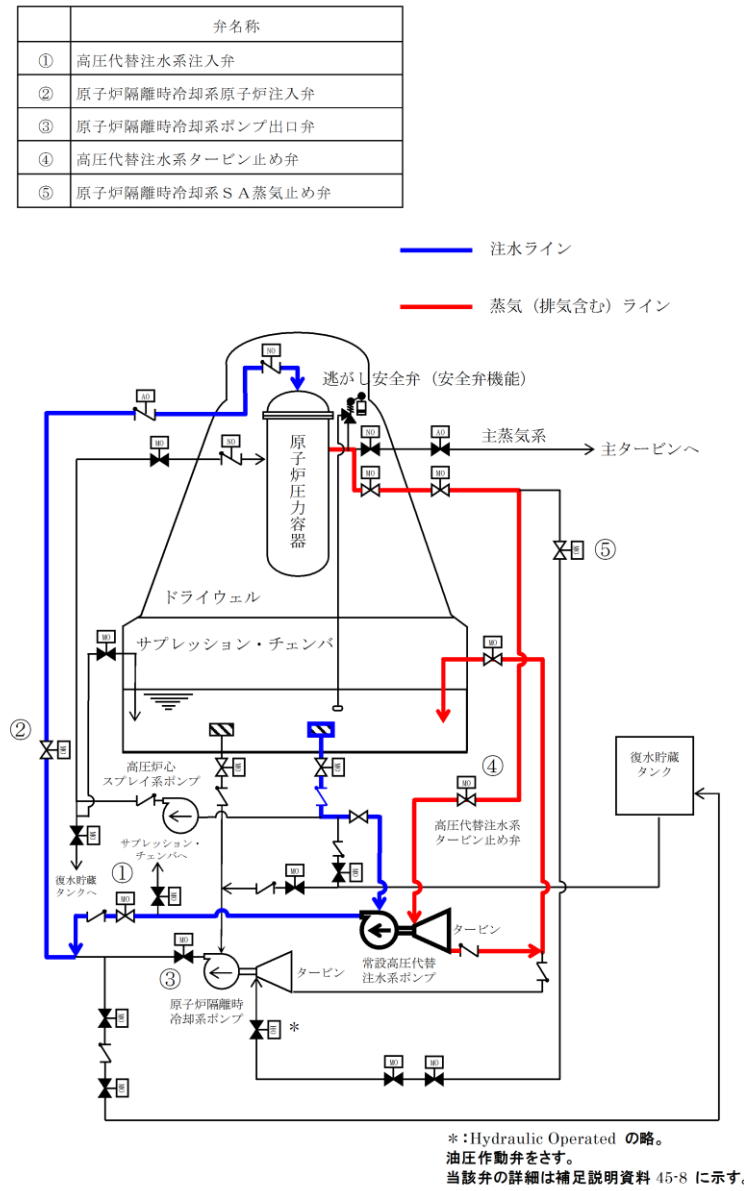 弁名称
① 高圧代替注水系注入弁
② 原子炉隔離時冷却系原子炉注入弁
③ 原子炉隔離時冷却系ポンプ出口弁
④ 高圧代替注水系タービン止め弁
⑤ 原子炉隔離時冷却系ＳＡ蒸気止め弁
注水ライン
蒸気（排気含む）ライン
NO
逃がし安全弁（安全弁機能）
AO
MO
NO
NO
AO
主蒸気系
主タービンへ
原子炉圧力容器
MO
MO
MO
⑤
ドライウェル
サプレッション・チェンバ
MO
MO
②
MO
高圧炉心
スプレイ系ポンプ
MO
MO
④
MO
復水貯蔵
タンク
高圧代替注水系
タービン止め弁
MO
サプレッション・
チェンバへ
復水貯蔵
タンクへ
①
MO
MO
MO
MO
タービン
常設高圧代替
注水系ポンプ
MO
③
タービン
原子炉隔離時
冷却系ポンプ
MO
HO
*
MO
MO
MO
*：Hydraulic Operated の略。
油圧作動弁をさす。
当該弁の詳細は補足説明資料 45-8 に示す。